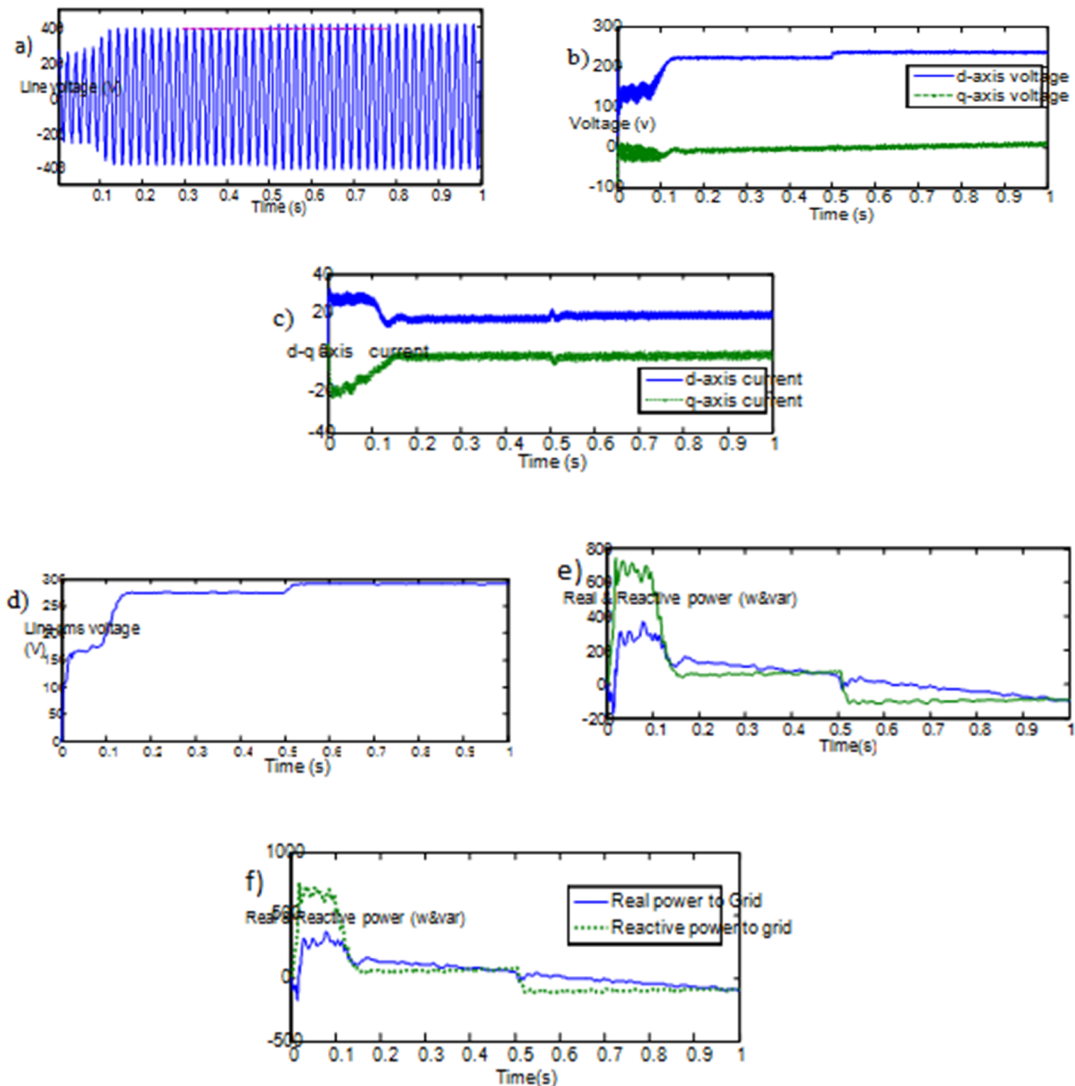 a)
400
200
Line voltage (V)
0
-200
-400
0.1 0.2 0.3 0.4 0.5 0.6 0.7 0.8 0.9 1
Time (s)
b)
300
200
100
Voltage (v)
0
-100
0 0.1 0.2 0.3 0.4 0.5 0.6 0.7 0.8 0.9 1
Time (s)
d-axis voltage
q-axis voltage
c)
40
20
d-q axis current
-20
-40
0 0.1 0.2 0.3 0.4 0.5 0.6 0.7 0.8 0.9 1
Time (s)
d-axis current
q-axis current
d)
300
250
Line rms voltage
200
(V)
150
100
50
0
0 0.1 0.2 0.3 0.4 0.5 0.6 0.7 0.8 0.9 1
Time (s)
e)
800
600
Real & Reactive power (w&var)
400
200
0
-200
0 0.1 0.2 0.3 0.4 0.5 0.6 0.7 0.8 0.9 1
Time(s)
f)
1000
500
Real & Reactive power (w&var)
0
-500
0 0.1 0.2 0.3 0.4 0.5 0.6 0.7 0.8 0.9 1
Time(s)
Real power to Grid
Reactive power to grid